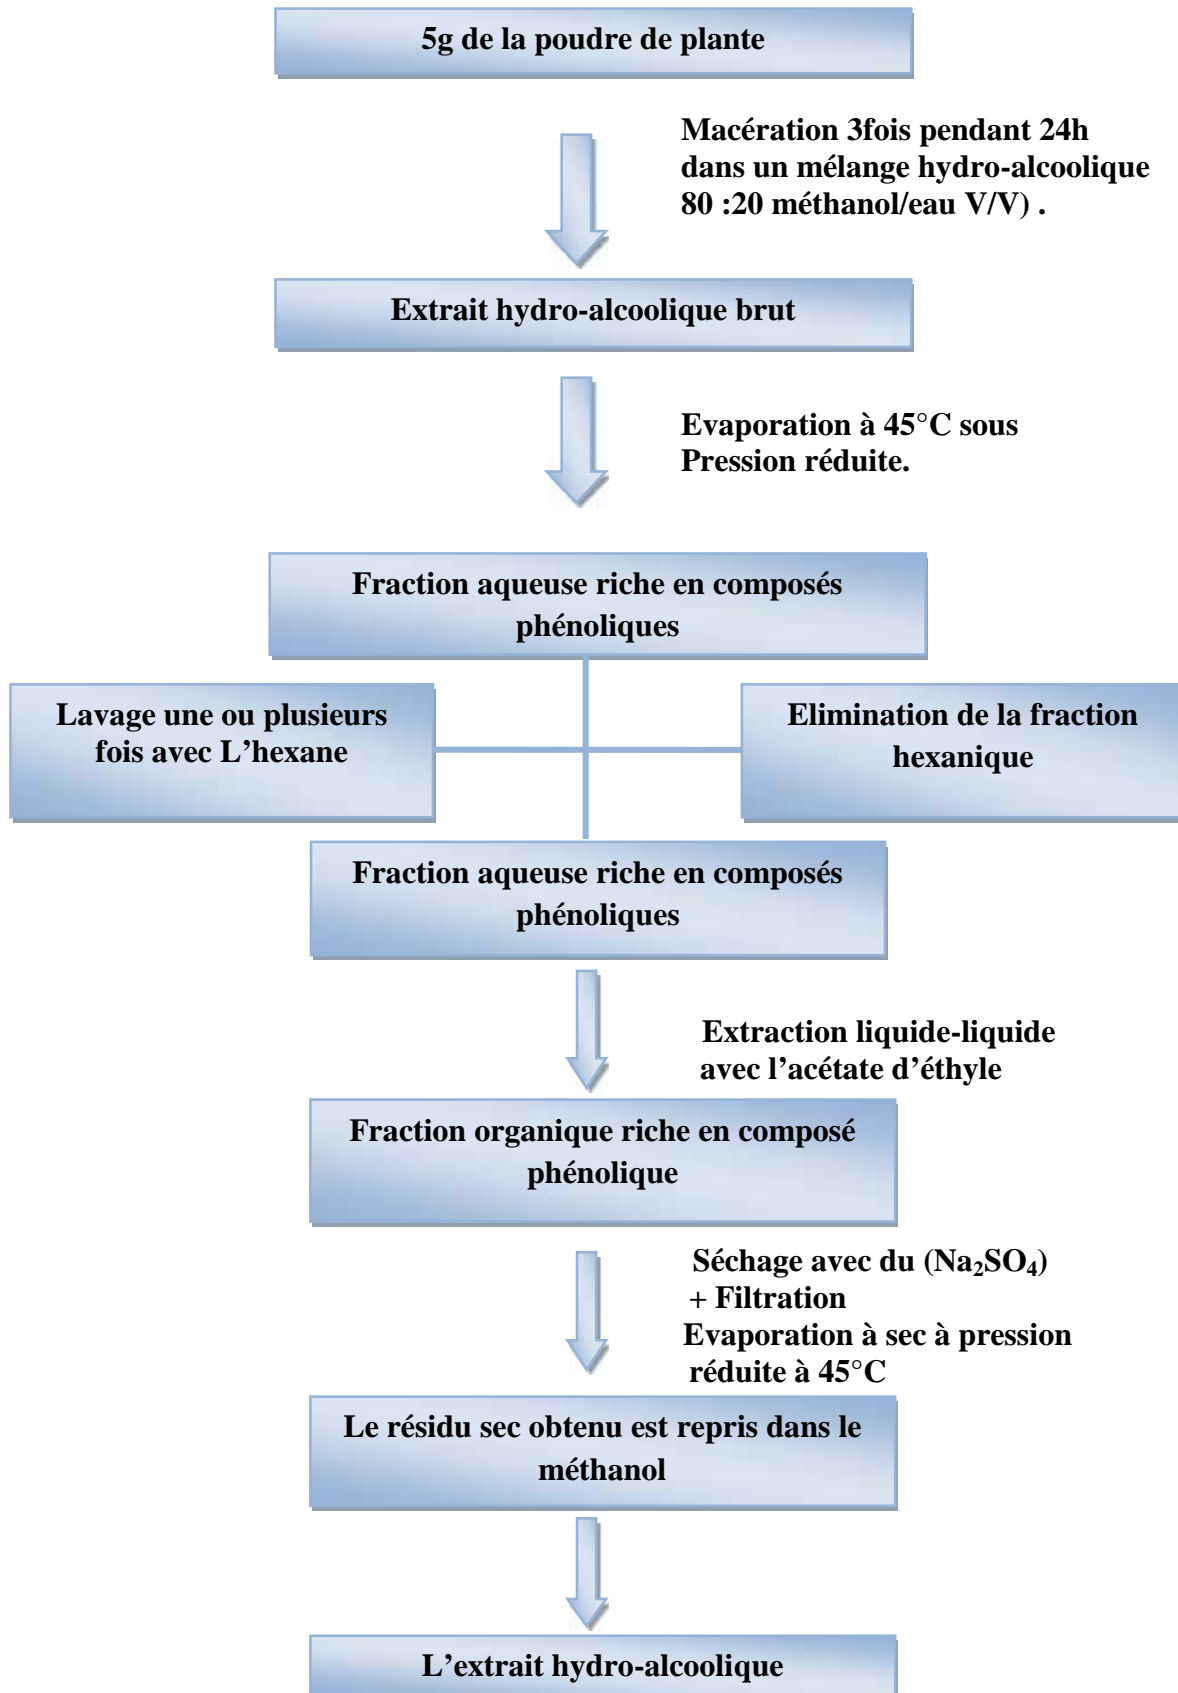 5g de la poudre de plante
Macération 3fois pendant 24h
dans un mélange hydro-alcoolique
80 :20 méthanol/eau V/V) .
Extrait hydro-alcoolique brut
Evaporation à 45°C sous
Pression réduite.
Fraction aqueuse riche en composés
phénoliques
Lavage une ou plusieurs
fois avec L’hexane
Elimination de la fraction
hexanique
Fraction aqueuse riche en composés
phénoliques
Extraction liquide-liquide
avec l’acétate d’éthyle
Fraction organique riche en composé
phénolique
Séchage avec du (Na₂SO₄)
+ Filtration
Evaporation à sec à pression
réduite à 45°C
Le résidu sec obtenu est repris dans le
méthanol
L’extrait hydro-alcoolique